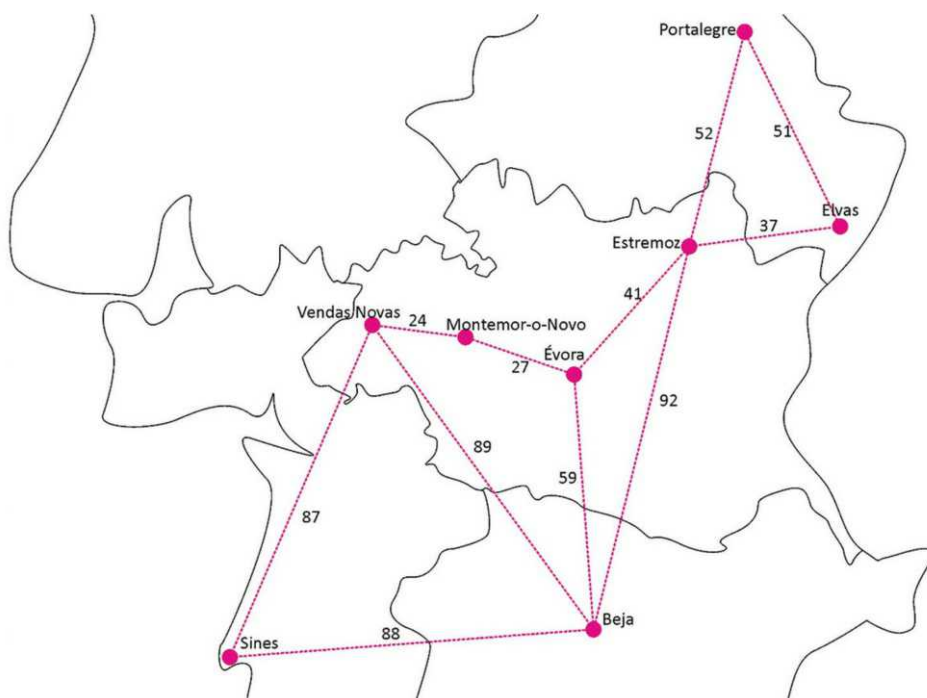 Portalegre
52
51
Elvas
37
Estremoz
41
Vendas Novas
24
Montemor-o-Novo
Évora
27
92
89
59
87
Beja
88
Sines